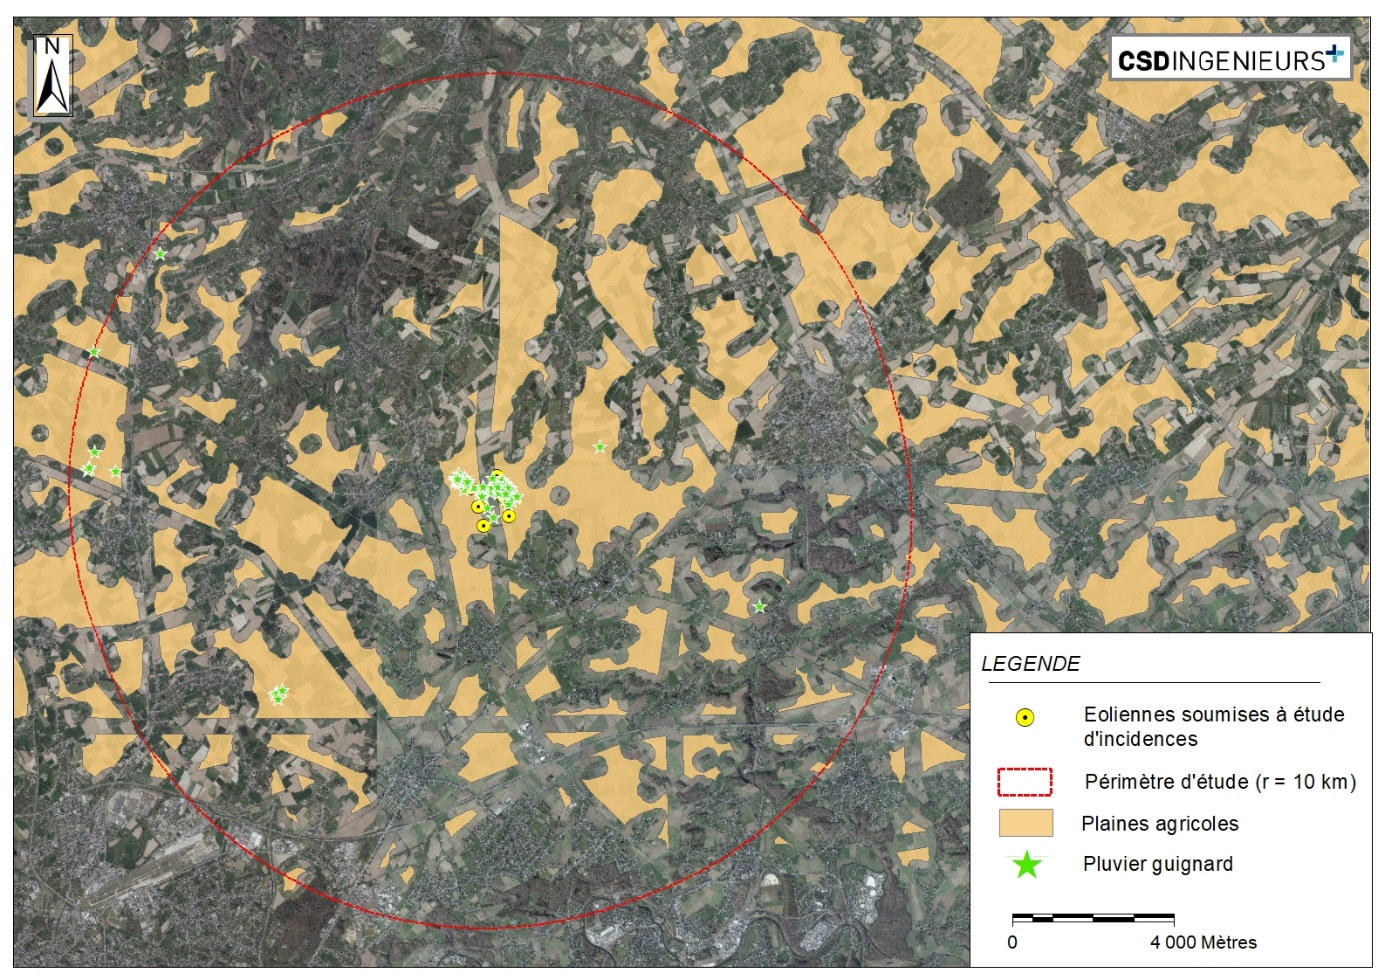 N
CSDINGENIEURS+
LEGENDE
Eoliennes soumises à étude
d'incidences
Périmètre d'étude (r = 10 km)
Plaines agricoles
Pluvier guignard
0 4 000 Mètres